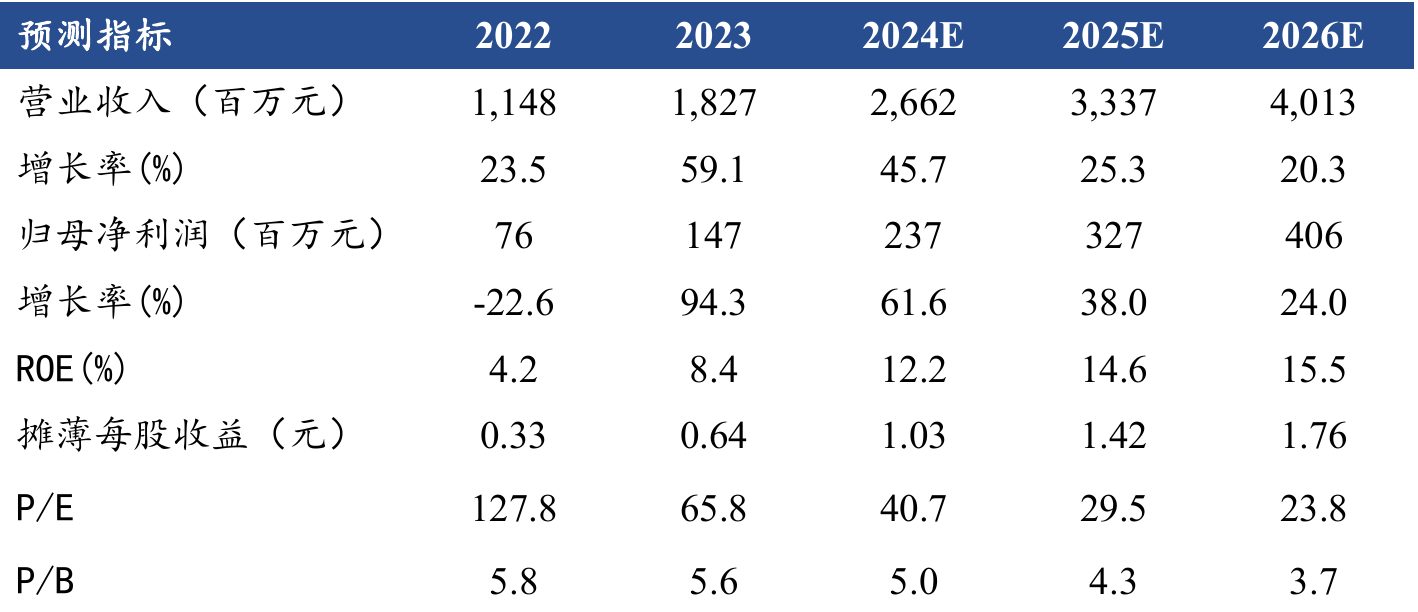 预测指标 2022 2023 2024E 2025E 2026E
营业收入（百万元） 1,148 1,827 2,662 3,337 4,013
增长率(%) 23.5 59.1 45.7 25.3 20.3
归母净利润（百万元） 76 147 237 327 406
增长率(%) -22.6 94.3 61.6 38.0 24.0
ROE(%) 4.2 8.4 12.2 14.6 15.5
摊薄每股收益（元） 0.33 0.64 1.03 1.42 1.76
P/E 127.8 65.8 40.7 29.5 23.8
P/B 5.8 5.6 5.0 4.3 3.7